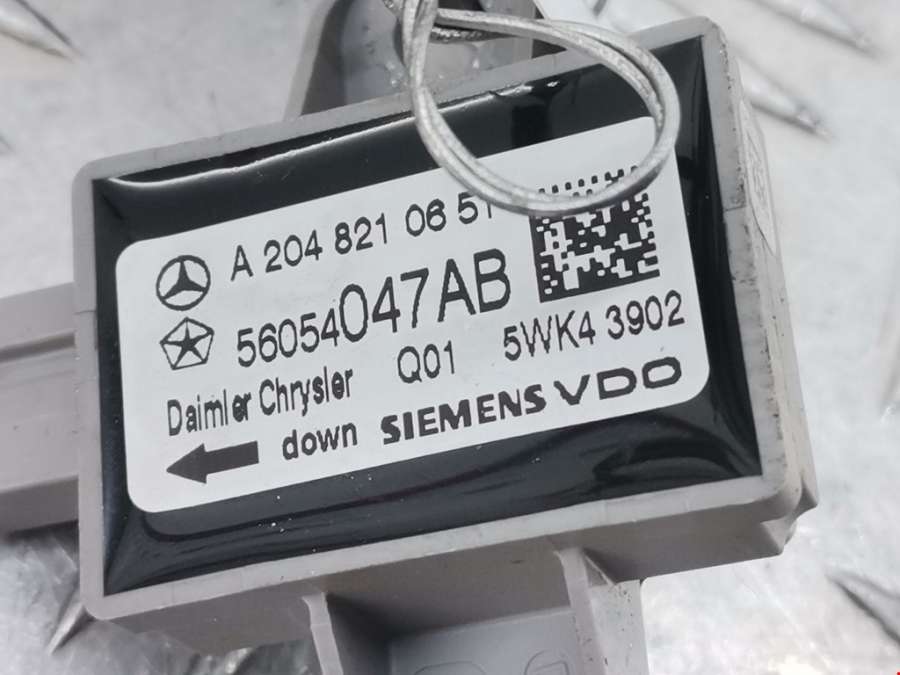 A 204 821 06 51
56054047AB
Q01 5WK4 3902
Daimler Chrysler
down SIEMENS VDO